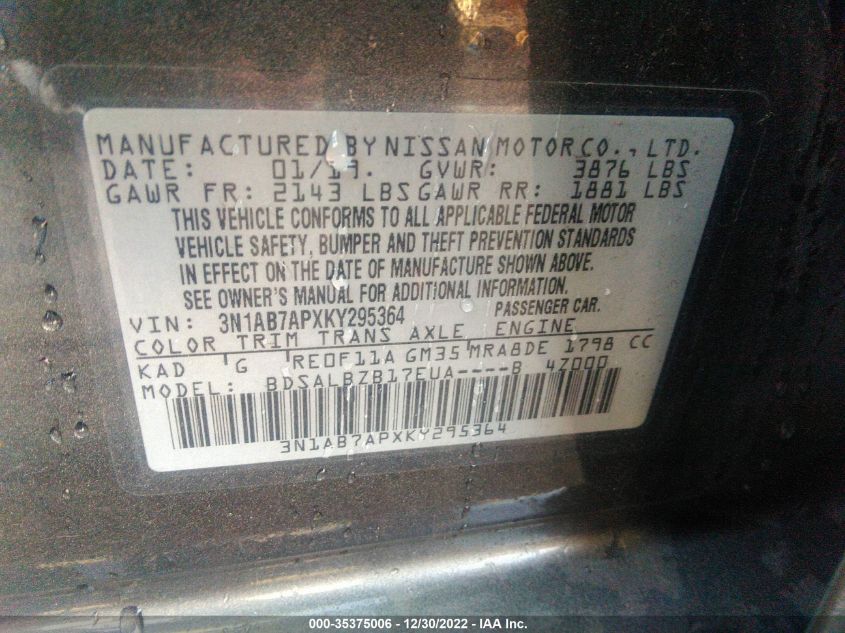 MANUFACTURED BY NISSAN MOTOR CO., LTD.
DATE: 01/19. GVWR: 3876 LBS
GAWR FR: 2143 LBS GAWR RR: 1881 LBS
THIS VEHICLE CONFORMS TO ALL APPLICABLE FEDERAL MOTOR
VEHICLE SAFETY, BUMPER AND THEFT PREVENTION STANDARDS
IN EFFECT ON THE DATE OF MANUFACTURE SHOWN ABOVE.
SEE OWNER'S MANUAL FOR ADDITIONAL INFORMATION.
VIN: 3N1AB7APXKY295364 PASSENGER CAR.
COLOR TRIM TRANS AXLE ENGINE
KAD G RE0F11A GM35 MRA8DE 1798 CC
MODEL: BDSALBZB17EUA----B 4Z000
3N1AB7APXKY295364
000-35375006 - 12/30/2022 - IAA Inc.